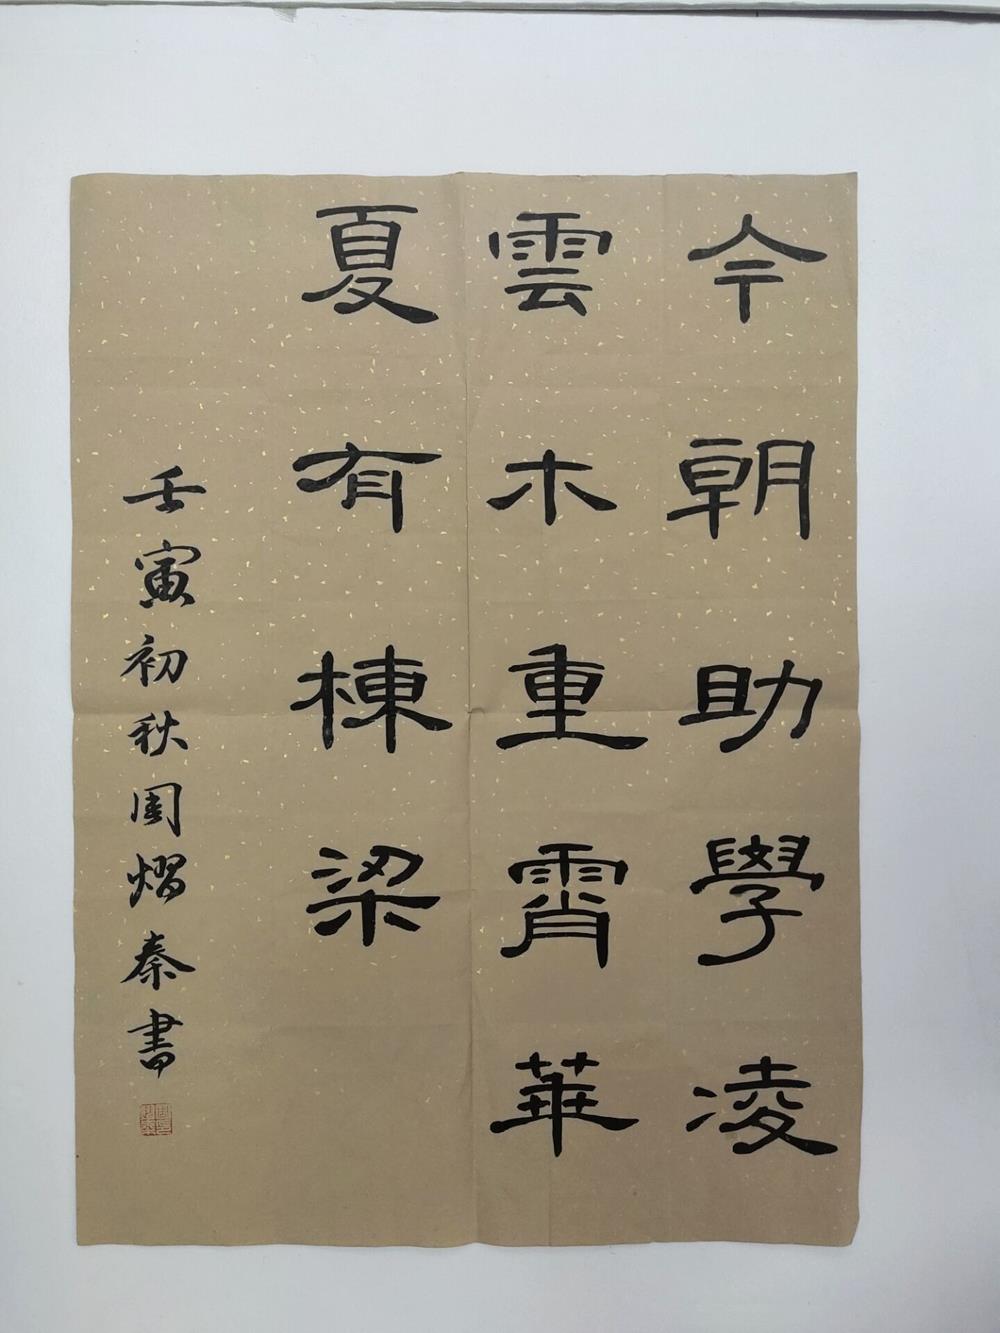 今朝助學凌
雲木重霄華
夏有棟梁
壬寅初秋周熠秦書